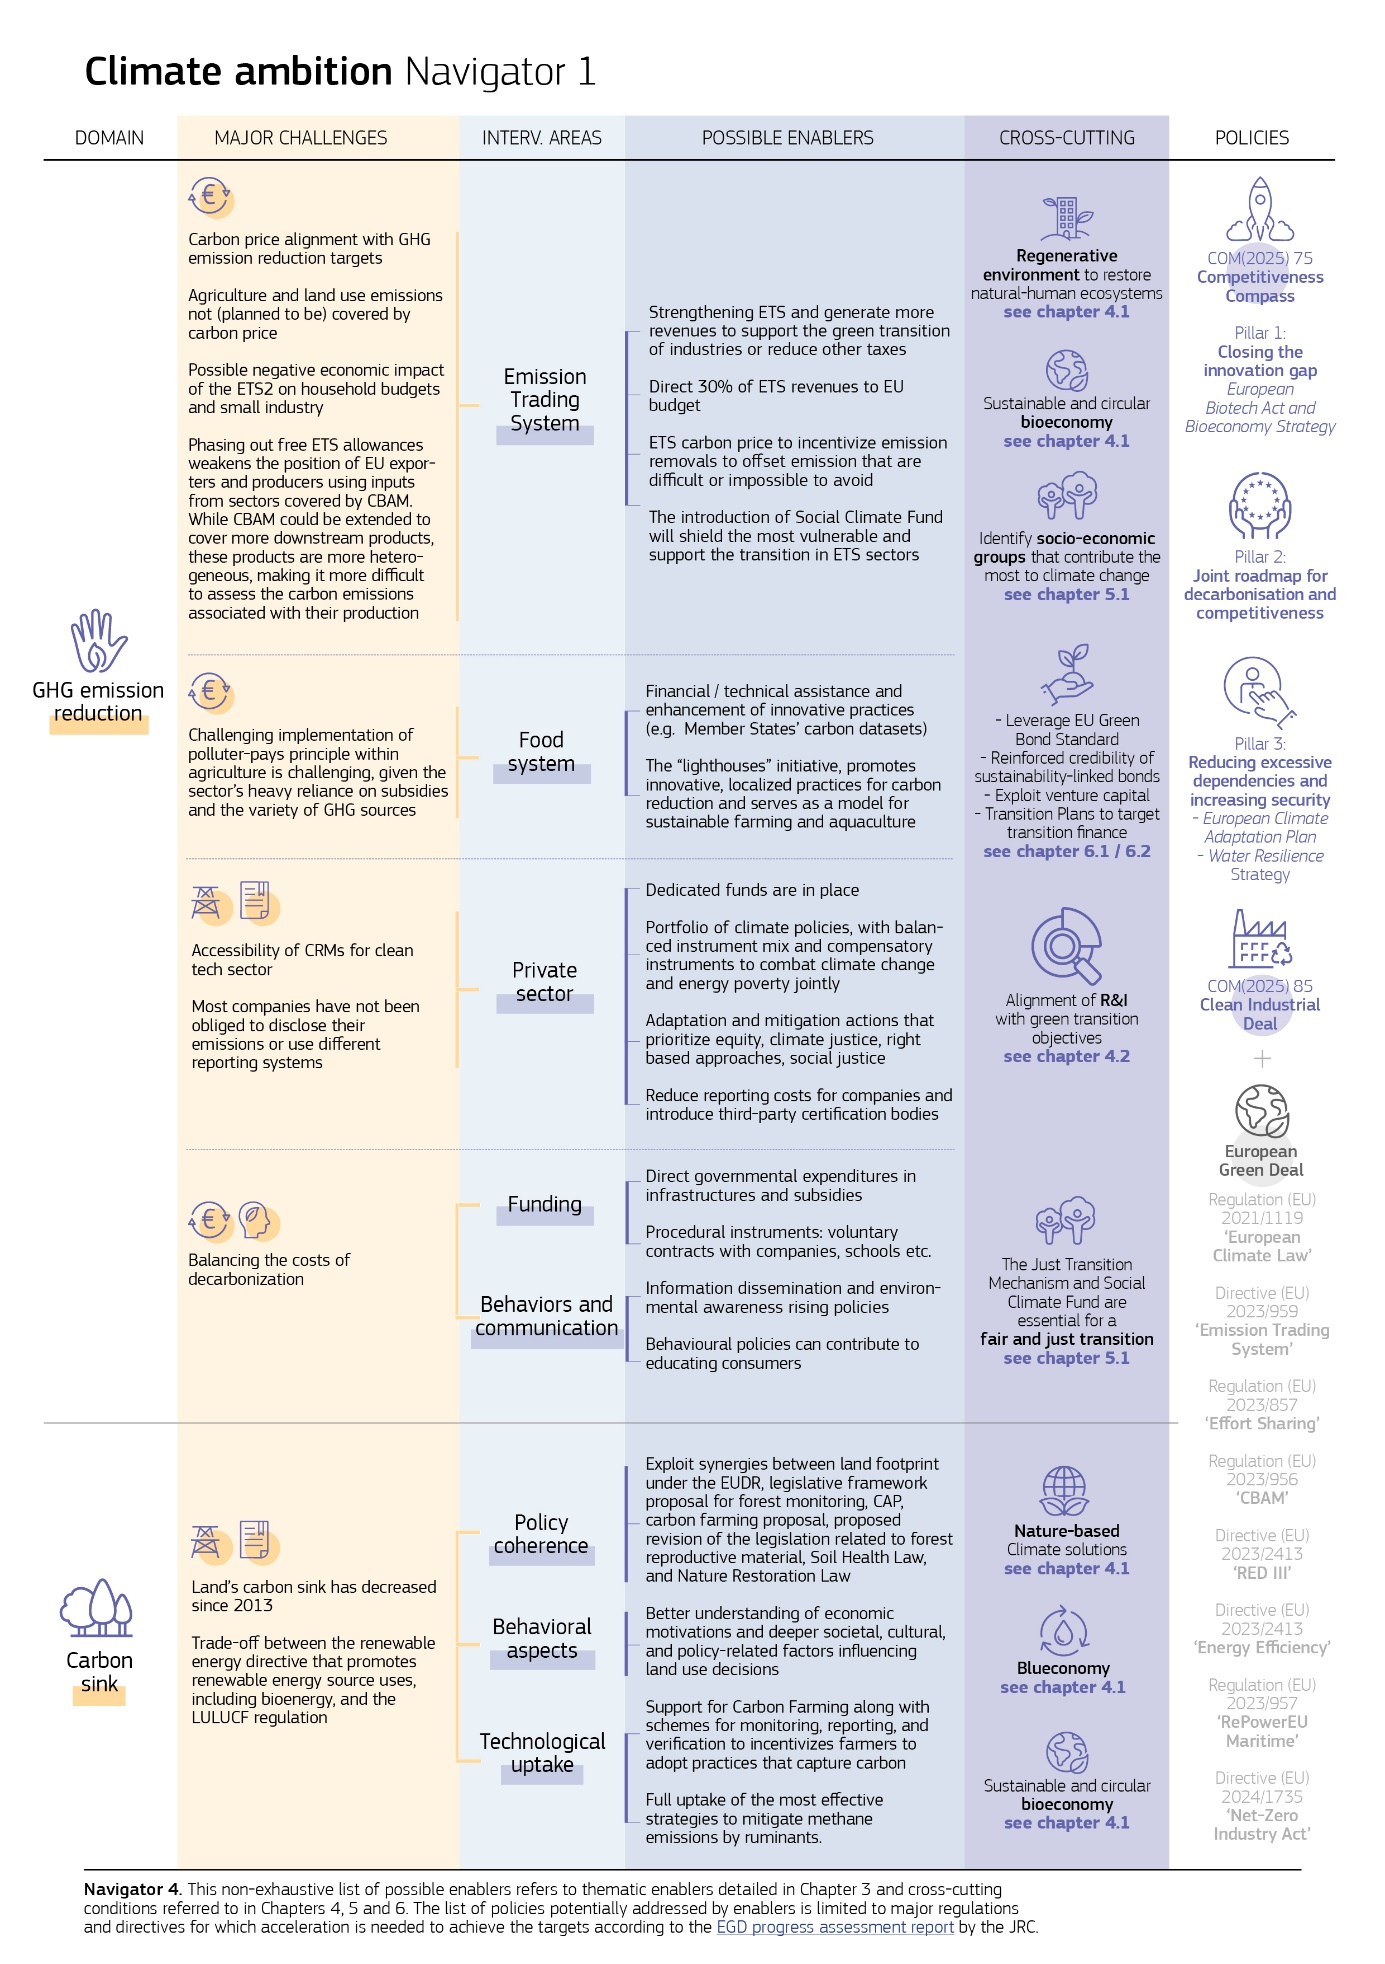 Climate ambition Navigator 1
DOMAIN
MAJOR CHALLENGES
INTERV. AREAS
POSSIBLE ENABLERS
CROSS-CUTTING
POLICIES
GHG emission
reduction
Carbon price alignment with GHG
emission reduction targets
Agriculture and land use emissions
not (planned to be) covered by
carbon price
Possible negative economic impact
of the ETS2 on household budgets
and small industry
Phasing out free ETS allowances
weakens the position of EU expor-
ters and producers using inputs
from sectors covered by CBAM.
While CBAM could be extended to
cover more downstream products,
these products are more hetero-
geneous, making it more difficult
to assess the carbon emissions
associated with their production
Emission
Trading
System
Strengthening ETS and generate more
revenues to support the green transition
of industries or reduce other taxes
Direct 30% of ETS revenues to EU
budget
ETS carbon price to incentivize emission
removals to offset emission that are
difficult or impossible to avoid
The introduction of Social Climate Fund
will shield the most vulnerable and
support the transition in ETS sectors
Challenging implementation of
polluter-pays principle within
agriculture is challenging, given the
sector's heavy reliance on subsidies
and the variety of GHG sources
Food
system
Financial / technical assistance and
enhancement of innovative practices
(e.g. Member States' carbon datasets)
The “lighthouses” initiative, promotes
innovative, localized practices for carbon
reduction and serves as a model for
sustainable farming and aquaculture
Accessibility of CRMs for clean
tech sector
Most companies have not been
obliged to disclose their
emissions or use different
reporting systems
Private
sector
Dedicated funds are in place
Portfolio of climate policies, with balan-
ced instrument mix and compensatory
instruments to combat climate change
and energy poverty jointly
Adaptation and mitigation actions that
prioritize equity, climate justice, right
based approaches, social justice
Reduce reporting costs for companies and
introduce third-party certification bodies
Balancing the costs of
decarbonization
Funding
Direct governmental expenditures in
infrastructures and subsidies
Procedural instruments: voluntary
contracts with companies, schools etc.
Behaviors and
communication
Information dissemination and environ-
mental awareness rising policies
Behavioural policies can contribute to
educating consumers
Regenerative
environment to restore
natural-human ecosystems
see chapter 4.1
Sustainable and circular
bioeconomy
see chapter 4.1
Identify socio-economic
groups that contribute the
most to climate change
see chapter 5.1
- Leverage EU Green
Bond Standard
- Reinforced credibility of
sustainability-linked bonds
- Exploit venture capital
- Transition Plans to target
transition finance
see chapter 6.1 / 6.2
Alignment of R&I
with green transition
objectives
see chapter 4.2
The Just Transition
Mechanism and Social
Climate Fund are
essential for a
fair and just transition
see chapter 5.1
Carbon
sink
Land's carbon sink has decreased
since 2013
Trade-off between the renewable
energy directive that promotes
renewable energy source uses,
including bioenergy, and the
LULUCF regulation
Policy
coherence
Exploit synergies between land footprint
under the EUDR, legislative framework
proposal for forest monitoring, CAP,
carbon farming proposal, proposed
revision of the legislation related to forest
reproductive material, Soil Health Law,
and Nature Restoration Law
Behavioral
aspects
Better understanding of economic
motivations and deeper societal, cultural,
and policy-related factors influencing
land use decisions
Technological
uptake
Support for Carbon Farming along with
schemes for monitoring, reporting, and
verification to incentivizes farmers to
adopt practices that capture carbon
Full uptake of the most effective
strategies to mitigate methane
emissions by ruminants.
Nature-based
Climate solutions
see chapter 4.1
Blueconomy
see chapter 4.1
Sustainable and circular
bioeconomy
see chapter 4.1
COM(2025) 75
Competitiveness
Compass
Pillar 1:
Closing the
innovation gap
European
Biotech Act and
Bioeconomy Strategy
Pillar 2:
Joint roadmap for
decarbonisation and
competitiveness
Pillar 3:
Reducing excessive
dependencies and
increasing security
- European Climate
Adaptation Plan
- Water Resilience
Strategy
COM(2025) 85
Clean Industrial
Deal
+
European
Green Deal
Regulation (EU)
2021/1119
‘European
Climate Law’
Directive (EU)
2023/959
‘Emission Trading
System’
Regulation (EU)
2023/857
‘Effort Sharing’
Regulation (EU)
2023/956
‘CBAM’
Directive (EU)
2023/2413
‘RED III’
Directive (EU)
2023/2413
‘Energy Efficiency’
Regulation (EU)
2023/957
‘RePowerEU
Maritime’
Directive (EU)
2024/1735
‘Net-Zero
Industry Act’
Navigator 4. This non-exhaustive list of possible enablers refers to thematic enablers detailed in Chapter 3 and cross-cutting
conditions referred to in Chapters 4, 5 and 6. The list of policies potentially addressed by enablers is limited to major regulations
and directives for which acceleration is needed to achieve the targets according to the EGD progress assessment report by the JRC.